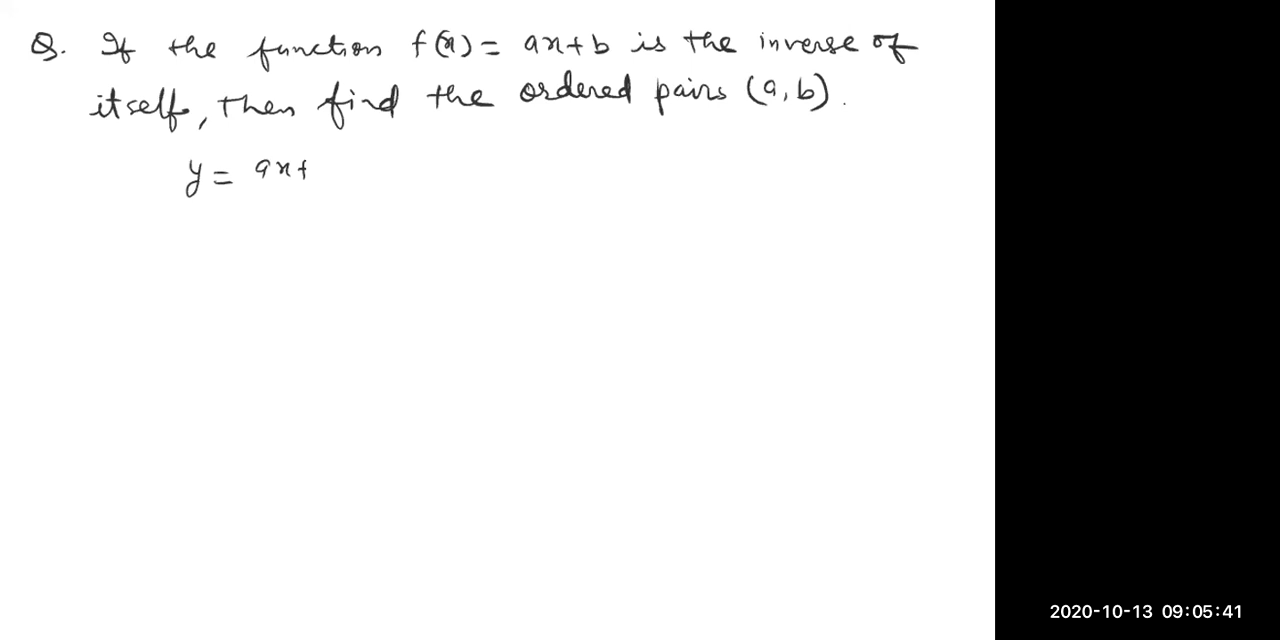 Q. If the function f(x) = ax+b is the inverse of
itself, then find the ordered pairs (a, b).
y = ax+
2020-10-13 09:05:41